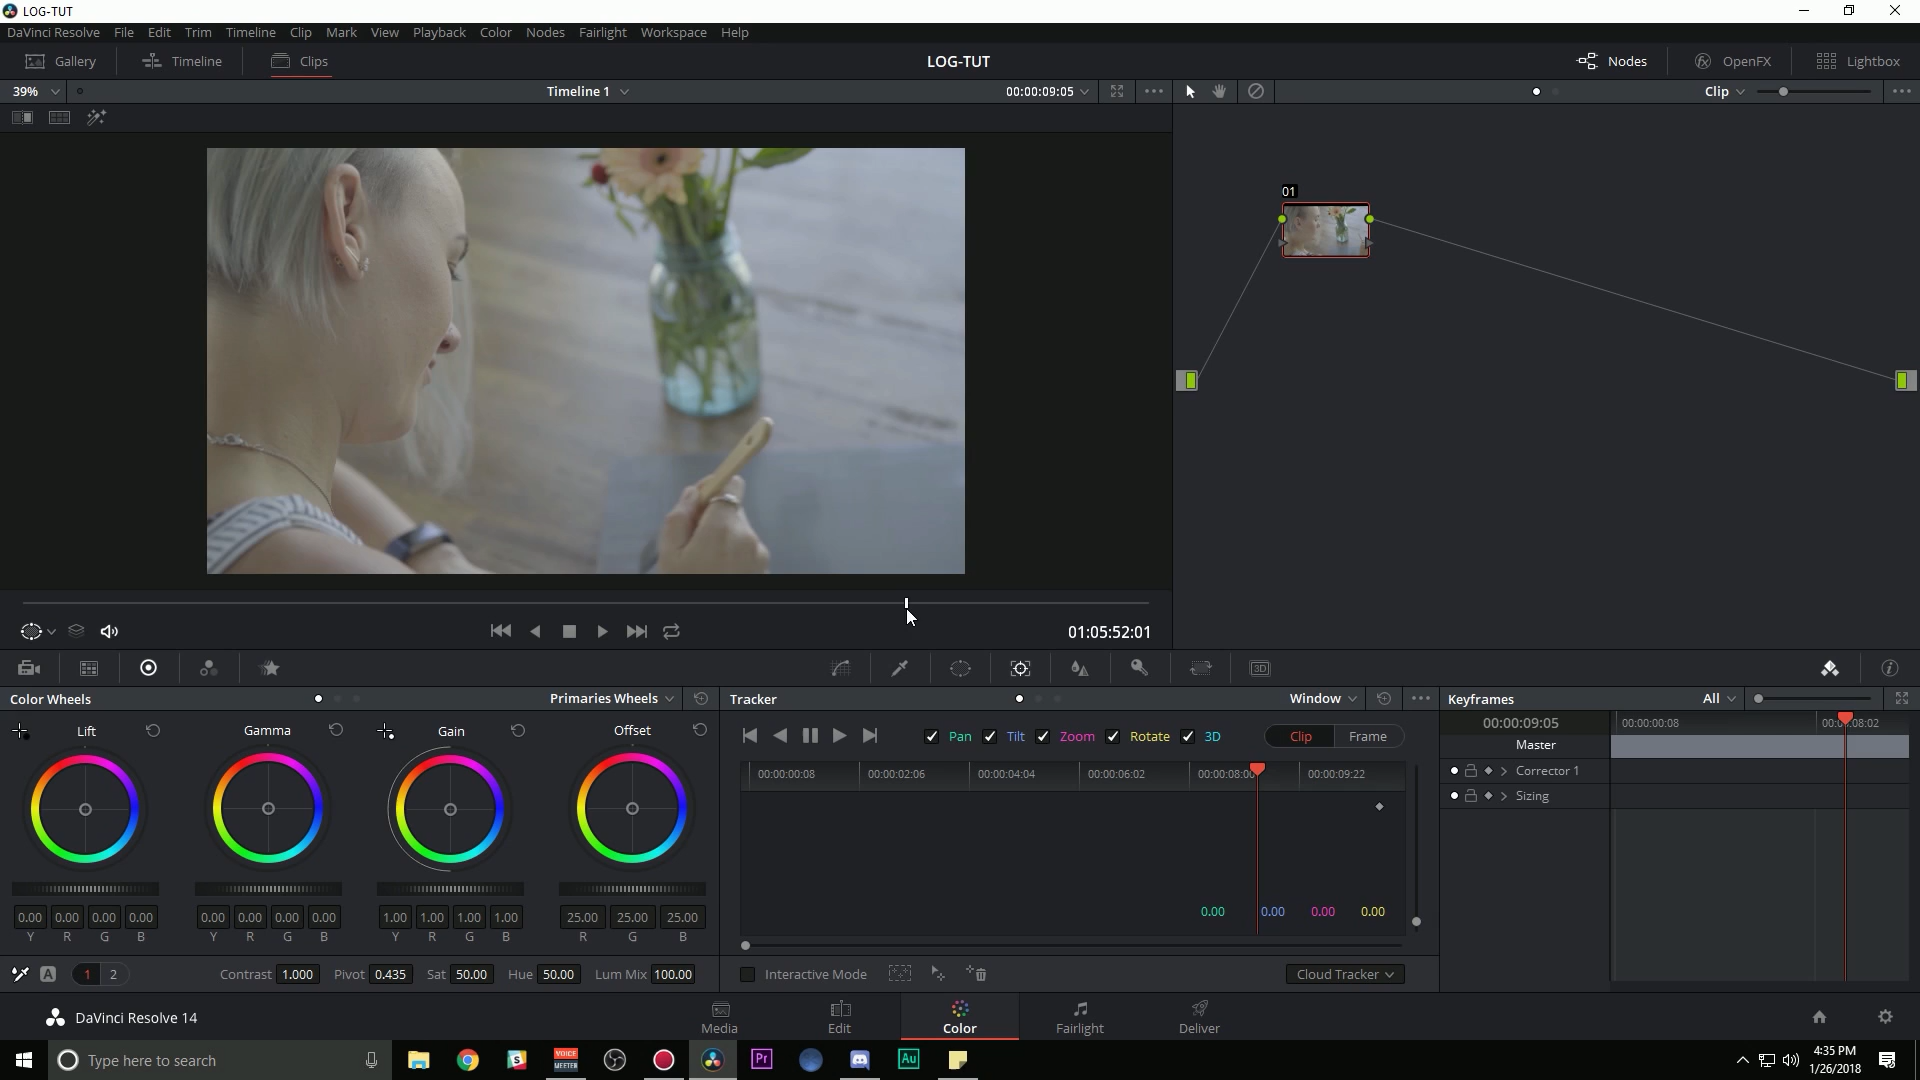 LOG-TUT
DaVinci Resolve File Edit Trim Timeline Clip Mark View Playback Color Nodes Fairlight Workspace Help
Gallery Timeline Clips LOG-TUT Nodes OpenFX Lightbox
39% Timeline 1 00:00:09:05 Clip
01
01:05:52:01
3D
Color Wheels Primaries Wheels Tracker Window Keyframes All
Lift Gamma Gain Offset
Pan Tilt Zoom Rotate 3D Clip Frame
00:00:09:05 00:00:00:08
Master
00:00:00:08 00:00:02:06 00:00:04:04 00:00:06:02 00:00:08:00 00:00:09:22
Corrector 1
Sizing
0.00 0.00 0.00 0.00 0.00 0.00 0.00 0.00 1.00 1.00 1.00 1.00 25.00 25.00 25.00
Y R G B Y R G B Y R G B R G B
0.00 0.00 0.00 0.00
A 1 2 Contrast 1.000 Pivot 0.435 Sat 50.00 Hue 50.00 Lum Mix 100.00
Interactive Mode Cloud Tracker
DaVinci Resolve 14
Media Edit Color Fairlight Deliver
Type here to search
VOICE
MEETER
Pr
Au
4:35 PM
1/26/2018